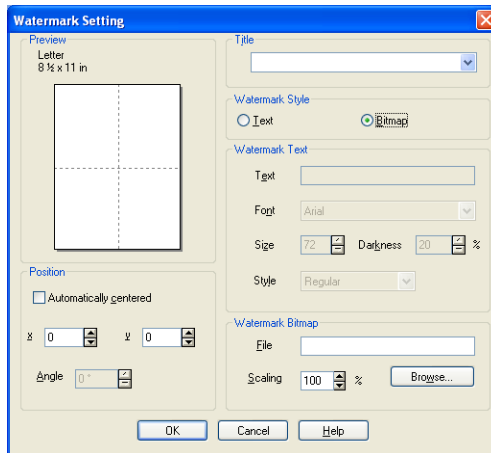 Watermark Setting
Preview
Letter
8 ½ x 11 in
Title
Watermark Style
Text
Bitmap
Watermark Text
Text
Font Arial
Size 72 Darkness 20 %
Style Regular
Position
Automatically centered
x 0 y 0
Angle 0 °
Watermark Bitmap
File
Scaling 100 % Browse...
OK Cancel Help